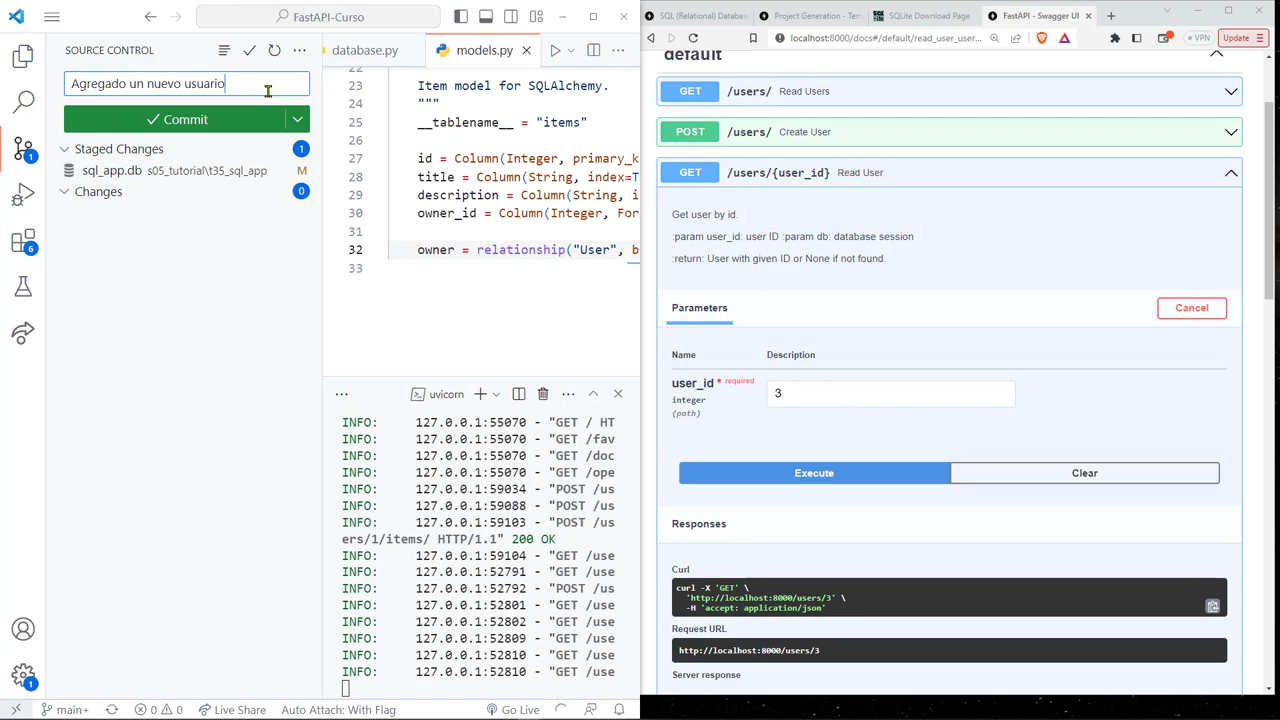 FastAPI-Curso
SOURCE CONTROL
Agregado un nuevo usuario
Commit
Staged Changes
1
sql_app.db s05_tutorial\t35_sql_app
M
Changes
0
1
6
1
database.py
models.py
22
23 Item model for SQLAlchemy.
24 """
25 __tablename__ = "items"
26
27 id = Column(Integer, primary_k
28 title = Column(String, index=T
29 description = Column(String, i
30 owner_id = Column(Integer, For
31
32 owner = relationship("User", b
33
uvicorn
INFO: 127.0.0.1:55070 - "GET / HT
INFO: 127.0.0.1:55070 - "GET /fav
INFO: 127.0.0.1:55070 - "GET /doc
INFO: 127.0.0.1:55070 - "GET /ope
INFO: 127.0.0.1:59034 - "POST /us
INFO: 127.0.0.1:59088 - "POST /us
INFO: 127.0.0.1:59103 - "POST /us
ers/1/items/ HTTP/1.1" 200 OK
INFO: 127.0.0.1:59104 - "GET /use
INFO: 127.0.0.1:52791 - "GET /use
INFO: 127.0.0.1:52792 - "POST /us
INFO: 127.0.0.1:52801 - "GET /use
INFO: 127.0.0.1:52802 - "GET /use
INFO: 127.0.0.1:52809 - "GET /use
INFO: 127.0.0.1:52810 - "GET /use
INFO: 127.0.0.1:52810 - "GET /use
main+
0 0
Live Share
Auto Attach: With Flag
Go Live
SQL (Relational) Databas
Project Generation - Tem
SQLite Download Page
FastAPI - Swagger UI
localhost:8000/docs#/default/read_user_user...
VPN
Update
default
GET /users/ Read Users
POST /users/ Create User
GET /users/{user_id} Read User
Get user by id.
:param user_id: user ID :param db: database session
:return: User with given ID or None if not found.
Parameters
Cancel
Name Description
user_id * required
integer
(path)
3
Execute
Clear
Responses
Curl
curl -X 'GET' \
'http://localhost:8000/users/3' \
-H 'accept: application/json'
Request URL
http://localhost:8000/users/3
Server response